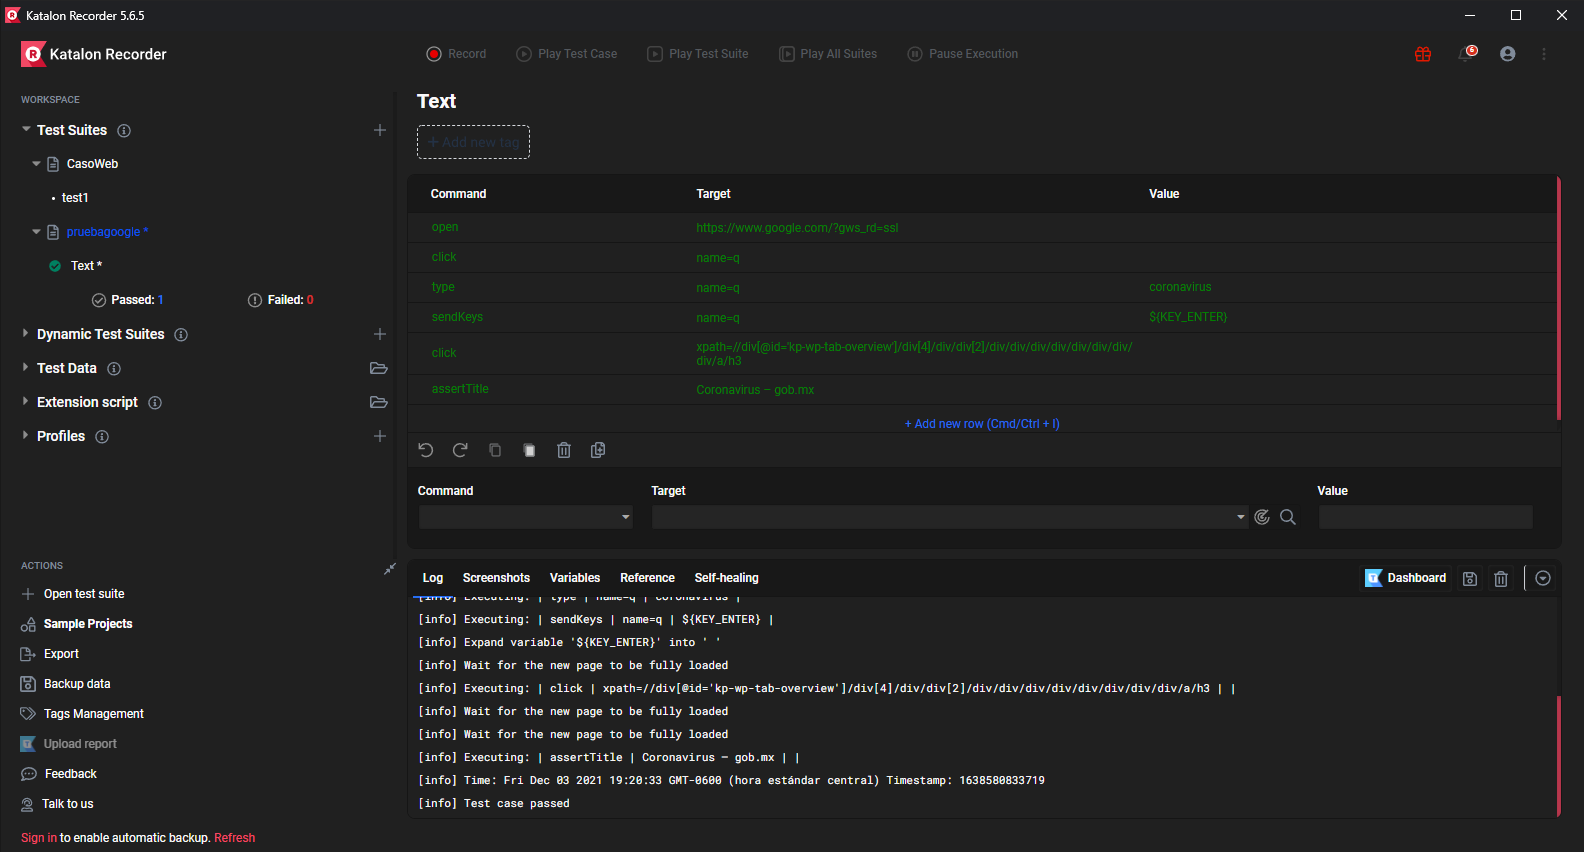 Katalon Recorder 5.6.5
Katalon Recorder
Record
Play Test Case
Play Test Suite
Play All Suites
Pause Execution
6
WORKSPACE
Test Suites
CasoWeb
test1
pruebagoogle *
Text *
Passed: 1
Failed: 0
Dynamic Test Suites
Test Data
Extension script
Profiles
Text
+ Add new tag
Command Target Value
open https://www.google.com/?gws_rd=ssl
click name=q
type name=q coronavirus
sendKeys name=q ${KEY_ENTER}
click xpath=//div[@id='kp-wp-tab-overview']/div[4]/div/div[2]/div/div/div/div/div/div/div/
div/a/h3
assertTitle Coronavirus – gob.mx
+ Add new row (Cmd/Ctrl + I)
Command Target Value
ACTIONS
Open test suite
Sample Projects
Export
Backup data
Tags Management
Upload report
Feedback
Talk to us
Sign in to enable automatic backup. Refresh
Log Screenshots Variables Reference Self-healing
Dashboard
[info] Executing: | type | name=q | coronavirus |
[info] Executing: | sendKeys | name=q | ${KEY_ENTER} |
[info] Expand variable '${KEY_ENTER}' into ' '
[info] Wait for the new page to be fully loaded
[info] Executing: | click | xpath=//div[@id='kp-wp-tab-overview']/div[4]/div/div[2]/div/div/div/div/div/div/div/div/a/h3 | |
[info] Wait for the new page to be fully loaded
[info] Wait for the new page to be fully loaded
[info] Executing: | assertTitle | Coronavirus – gob.mx | |
[info] Time: Fri Dec 03 2021 19:20:33 GMT-0600 (hora estándar central) Timestamp: 1638580833719
[info] Test case passed